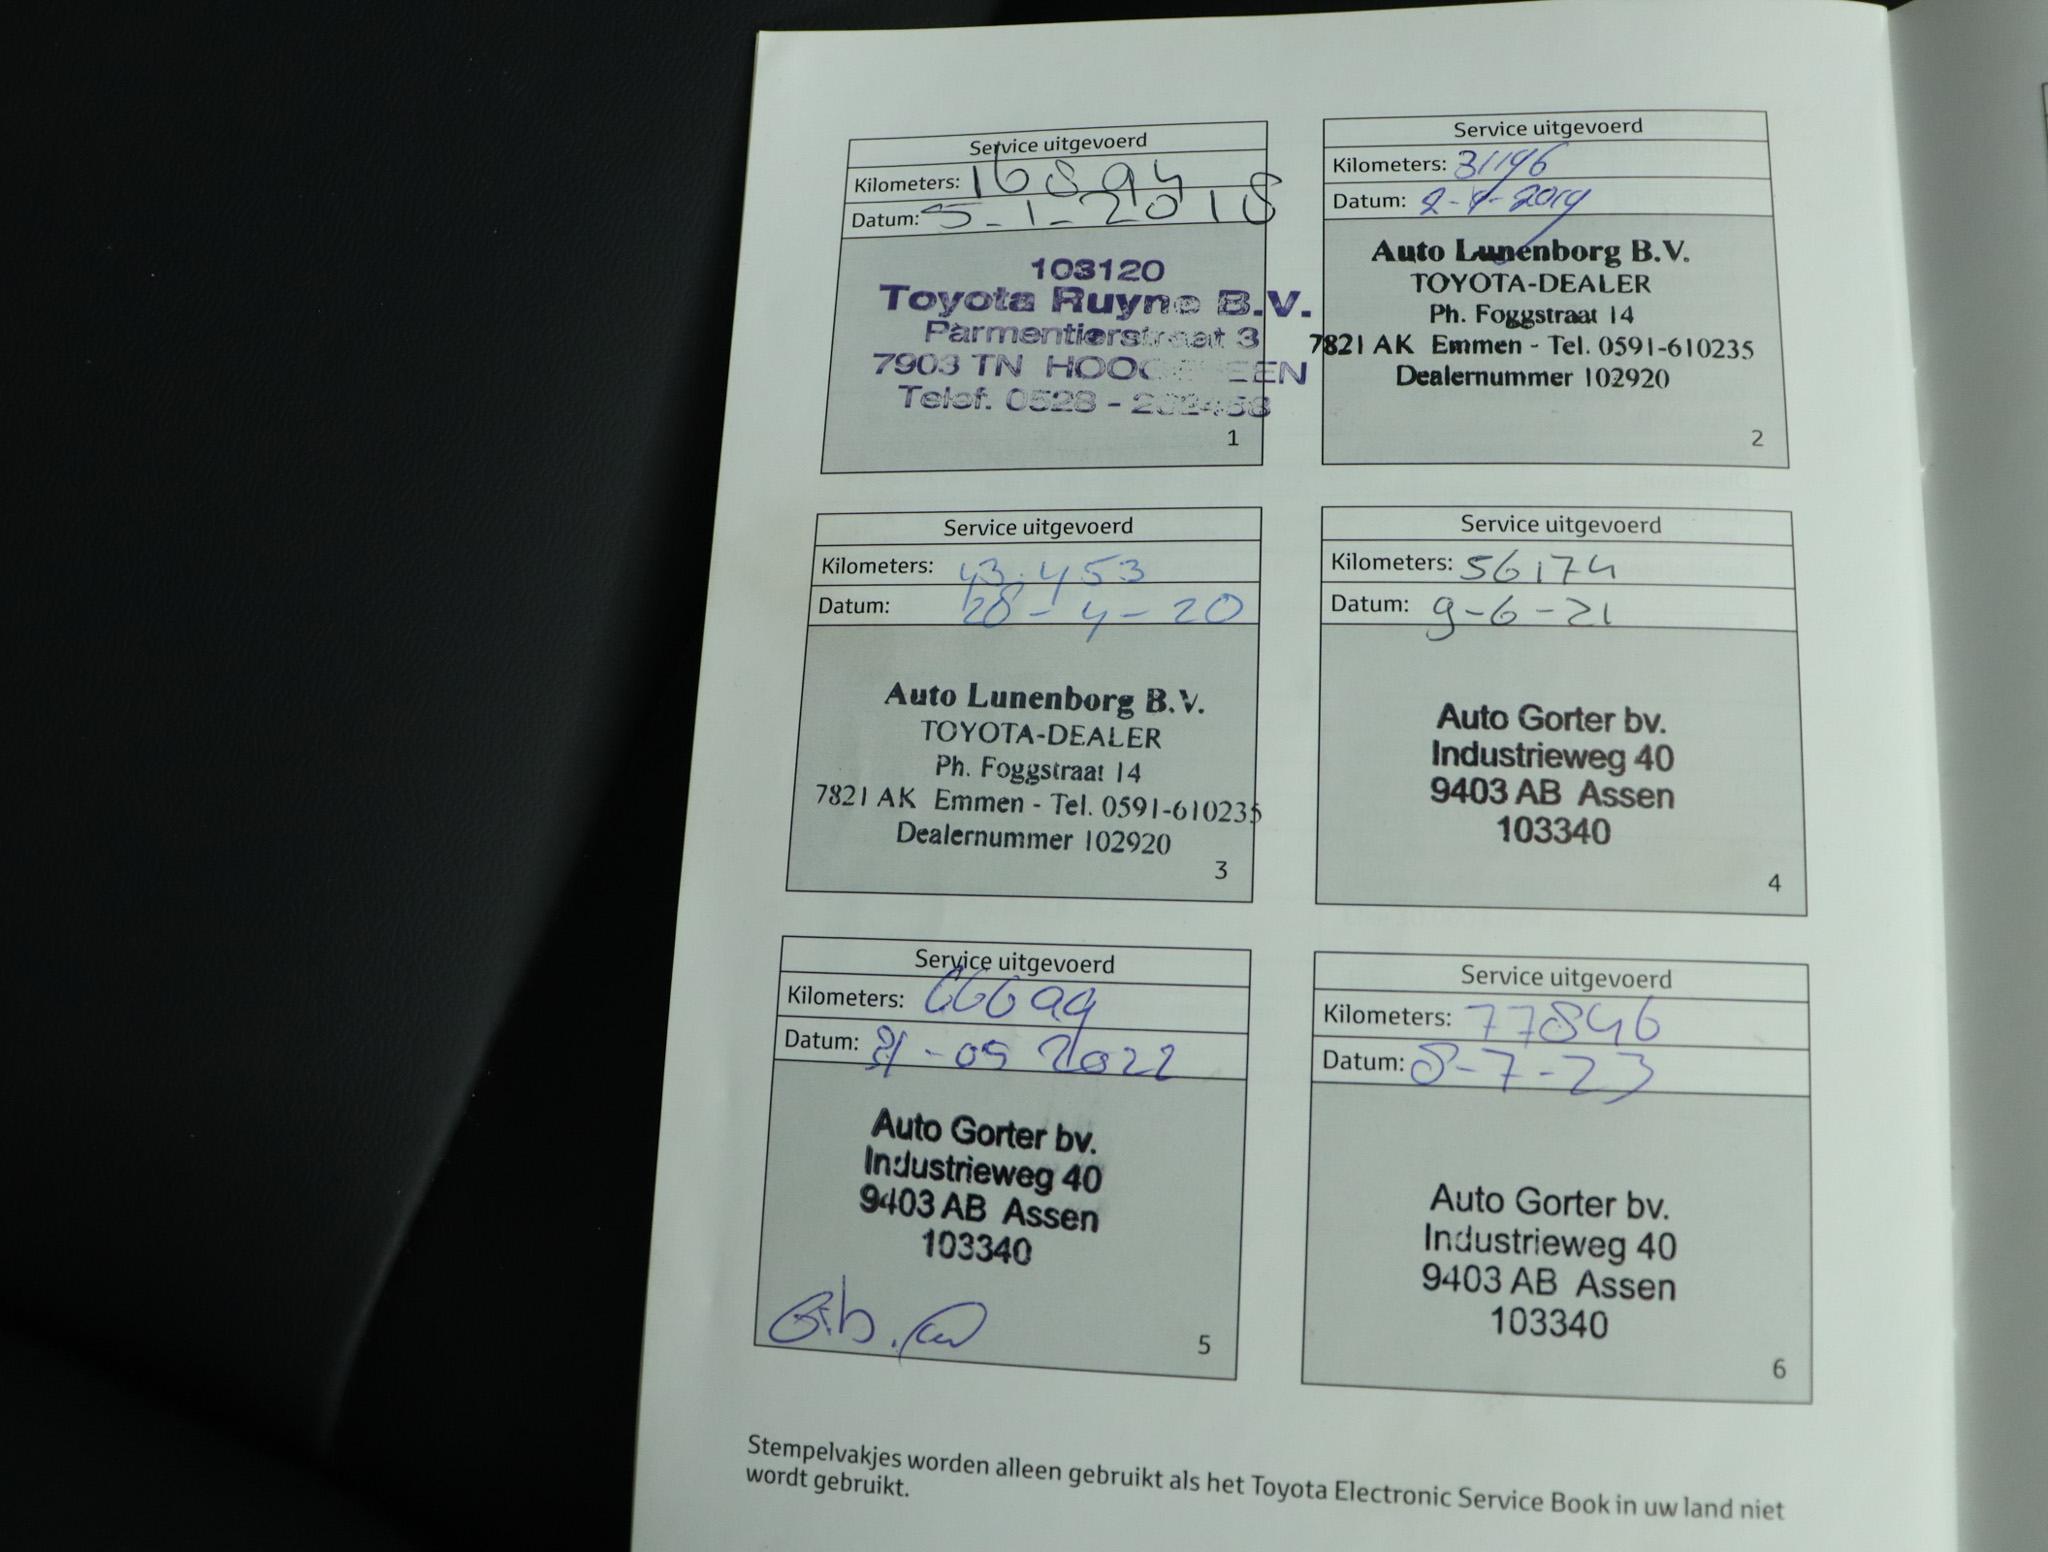 Service uitgevoerd
Kilometers: 16894
Datum: 5-1-2018
103120
Toyota Ruyne B.V.
Parmentierstraat 3
7903 TN HOOGEVEEN
Telef. 0528 -
1
Service uitgevoerd
Kilometers: 31196
Datum: 2-4-2019
Auto Lunenborg B.V.
TOYOTA-DEALER
Ph. Foggstraat 14
7821 AK Emmen - Tel. 0591-610235
Dealernummer 102920
2
Service uitgevoerd
Kilometers: 43.453
Datum: 28-4-20
Auto Lunenborg B.V.
TOYOTA-DEALER
Ph. Foggstraat 14
7821 AK Emmen - Tel. 0591-610235
Dealernummer 102920
3
Service uitgevoerd
Kilometers: 56174
Datum: 9-6-21
Auto Gorter bv.
Industrieweg 40
9403 AB Assen
103340
4
Service uitgevoerd
Kilometers: 66699
Datum: 31-05 2022
Auto Gorter bv.
Industrieweg 40
9403 AB Assen
103340
5
Service uitgevoerd
Kilometers: 77846
Datum: 8-7-23
Auto Gorter bv.
Industrieweg 40
9403 AB Assen
103340
6
Stempelvakjes worden alleen gebruikt als het Toyota Electronic Service Book in uw land niet
wordt gebruikt.